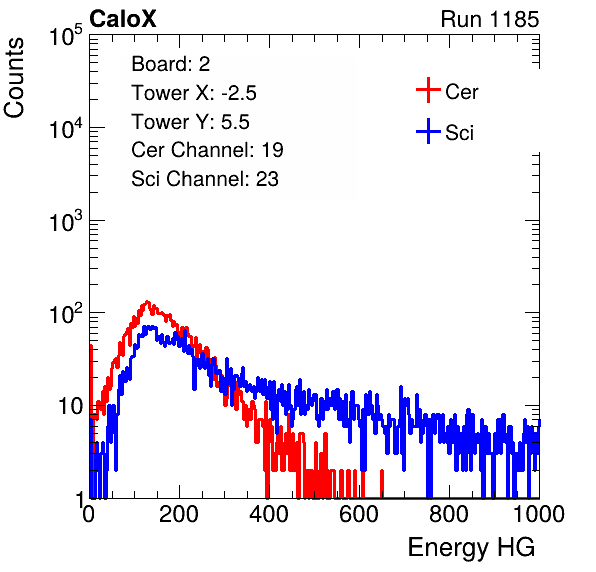 CaloX Run 1185
Counts
10^5
10^4
10^3
10^2
10
1
Board: 2
Tower X: -2.5
Tower Y: 5.5
Cer Channel: 19
Sci Channel: 23
Cer
Sci
0 200 400 600 800 1000
Energy HG